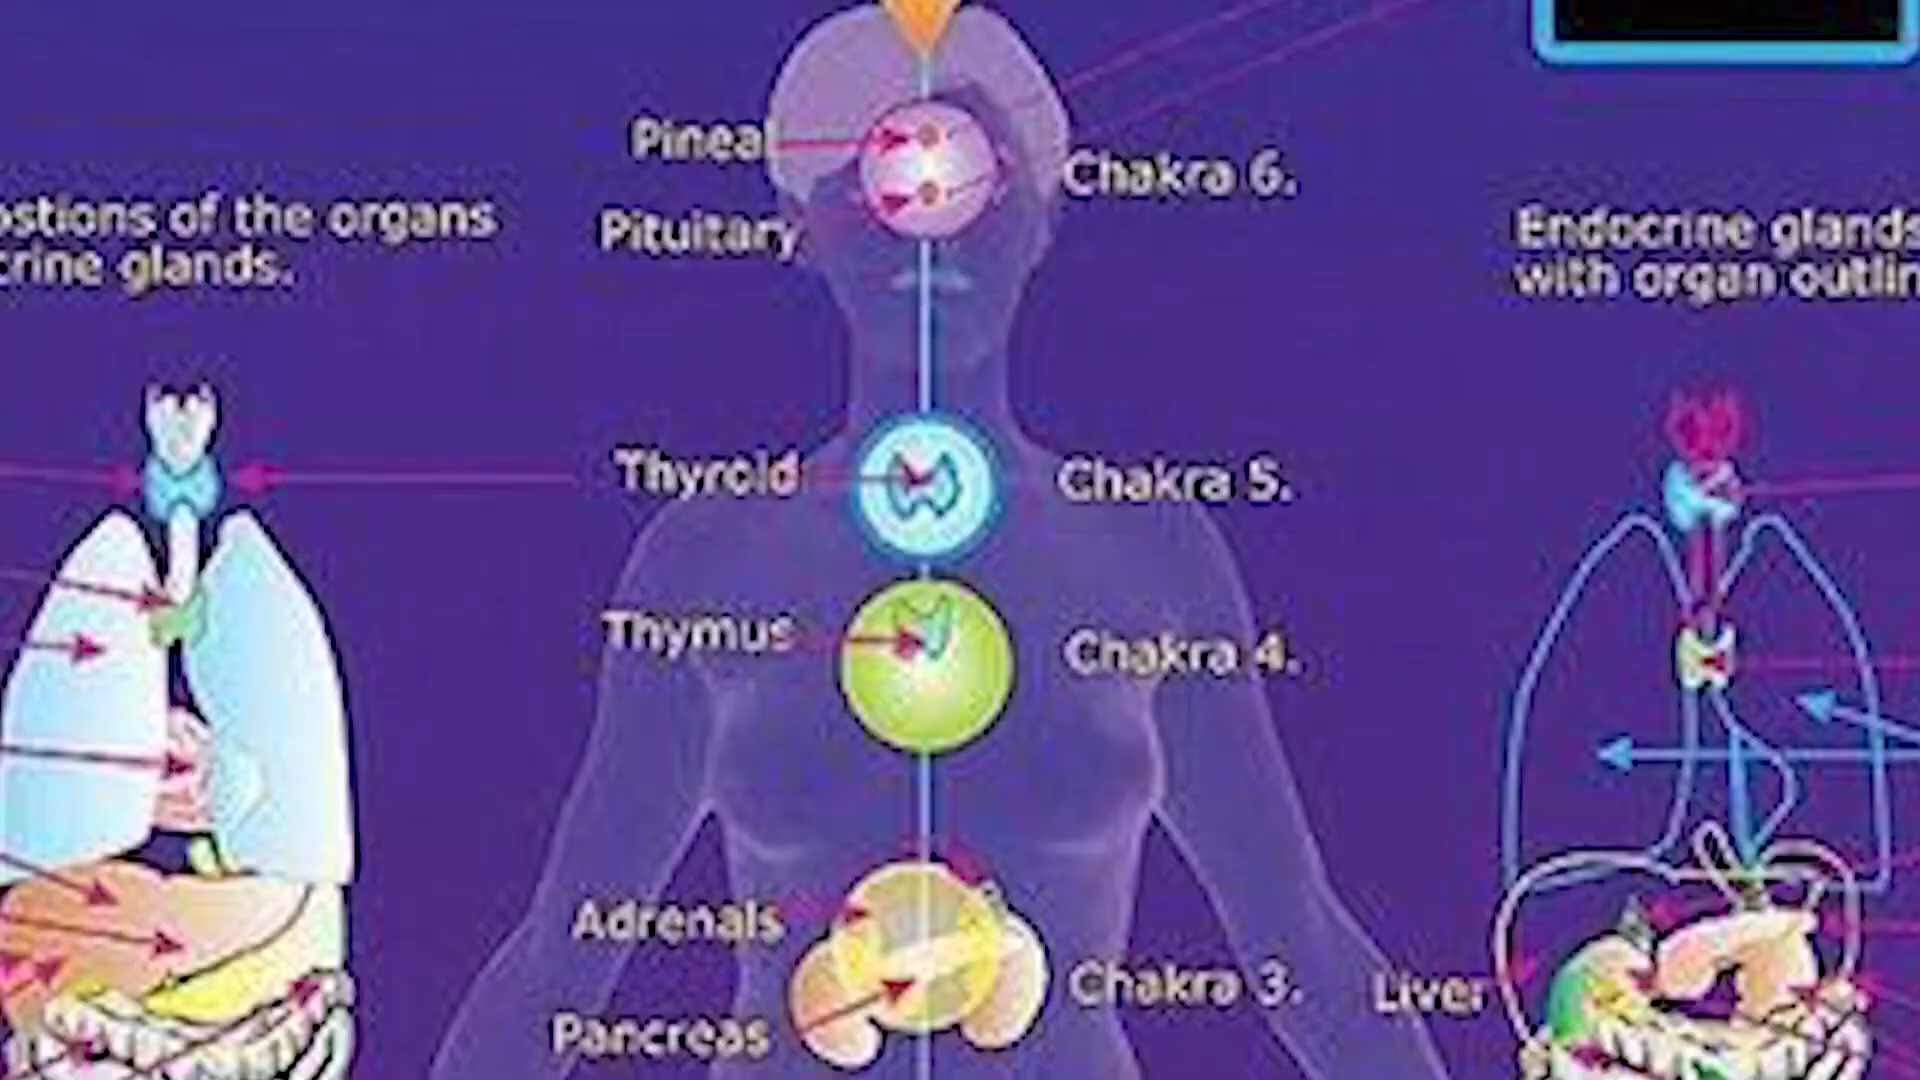 Pineal
Chakra 6.
ostions of the organs
crine glands.
Pituitary
Endocrine glands
with organ outlin
Thyroid
Chakra 5.
Thymus
Chakra 4.
Adrenals
Chakra 3.
Liver
Pancreas